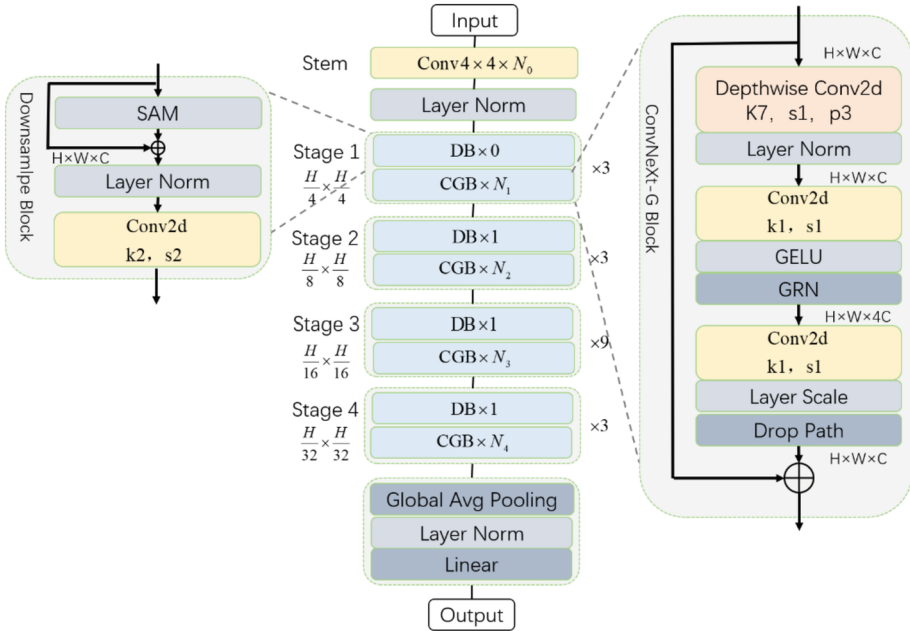 Input
Stem
Conv4×4×N₀
Layer Norm
Stage 1
H/4 × H/4
DB×0
CGB×N₁
×3
Stage 2
H/8 × H/8
DB×1
CGB×N₂
×3
Stage 3
H/16 × H/16
DB×1
CGB×N₃
×9
Stage 4
H/32 × H/32
DB×1
CGB×N₄
×3
Global Avg Pooling
Layer Norm
Linear
Output
Downsamlpe Block
SAM
H×W×C
Layer Norm
Conv2d
k2, s2
ConvNeXt-G Block
H×W×C
Depthwise Conv2d
K7, s1, p3
Layer Norm
H×W×C
Conv2d
k1, s1
GELU
GRN
H×W×4C
Conv2d
k1, s1
Layer Scale
Drop Path
H×W×C